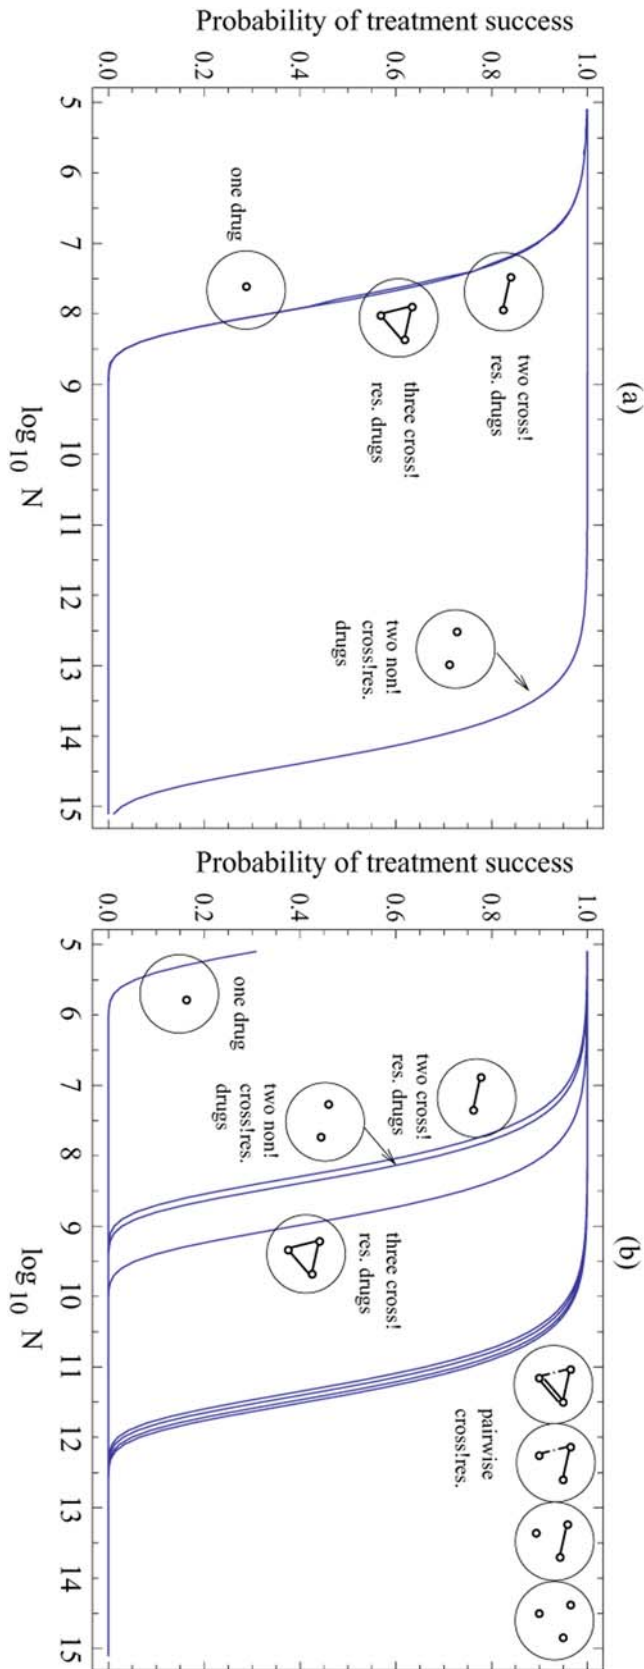 (a)
Probability of treatment success
1.0
0.8
0.6
0.4
0.2
0.0
two cross!
res. drugs
three cross!
res. drugs
one drug
two non!
cross!res.
drugs
5 6 7 8 9 10 11 12 13 14 15
log10 N
(b)
Probability of treatment success
1.0
0.8
0.6
0.4
0.2
0.0
one drug
two cross!
res. drugs
two non!
cross!res.
drugs
three cross!
res. drugs
pairwise
cross!res.
5 6 7 8 9 10 11 12 13 14 15
log10 N